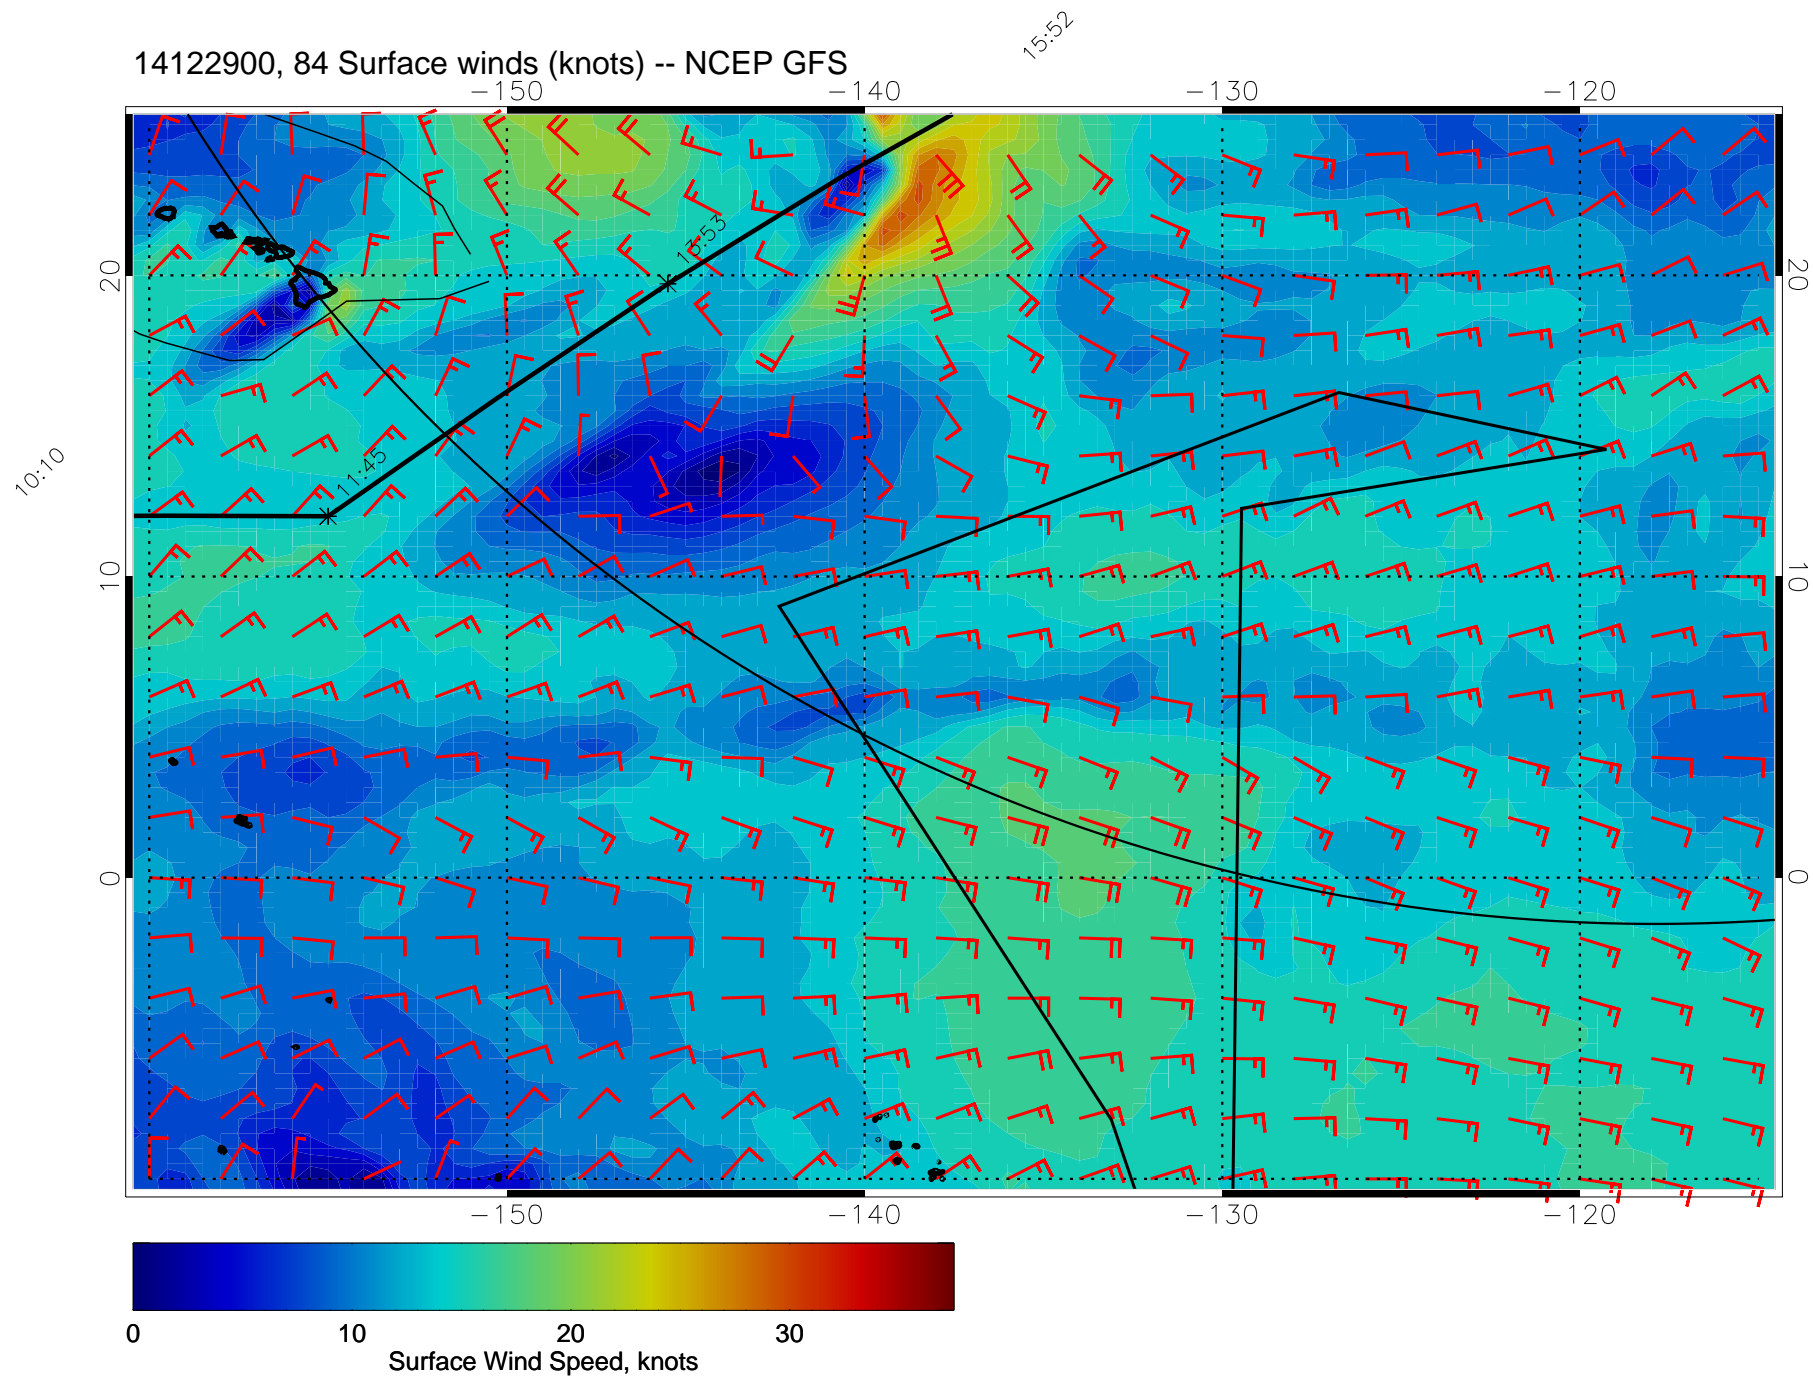 15:52
14122900, 84 Surface winds (knots) -- NCEP GFS
−150 −140 −130 −120
13:53
20 20
11:45
10:10
10 10
0 0
−150 −140 −130 −120
0 10 20 30
Surface Wind Speed, knots